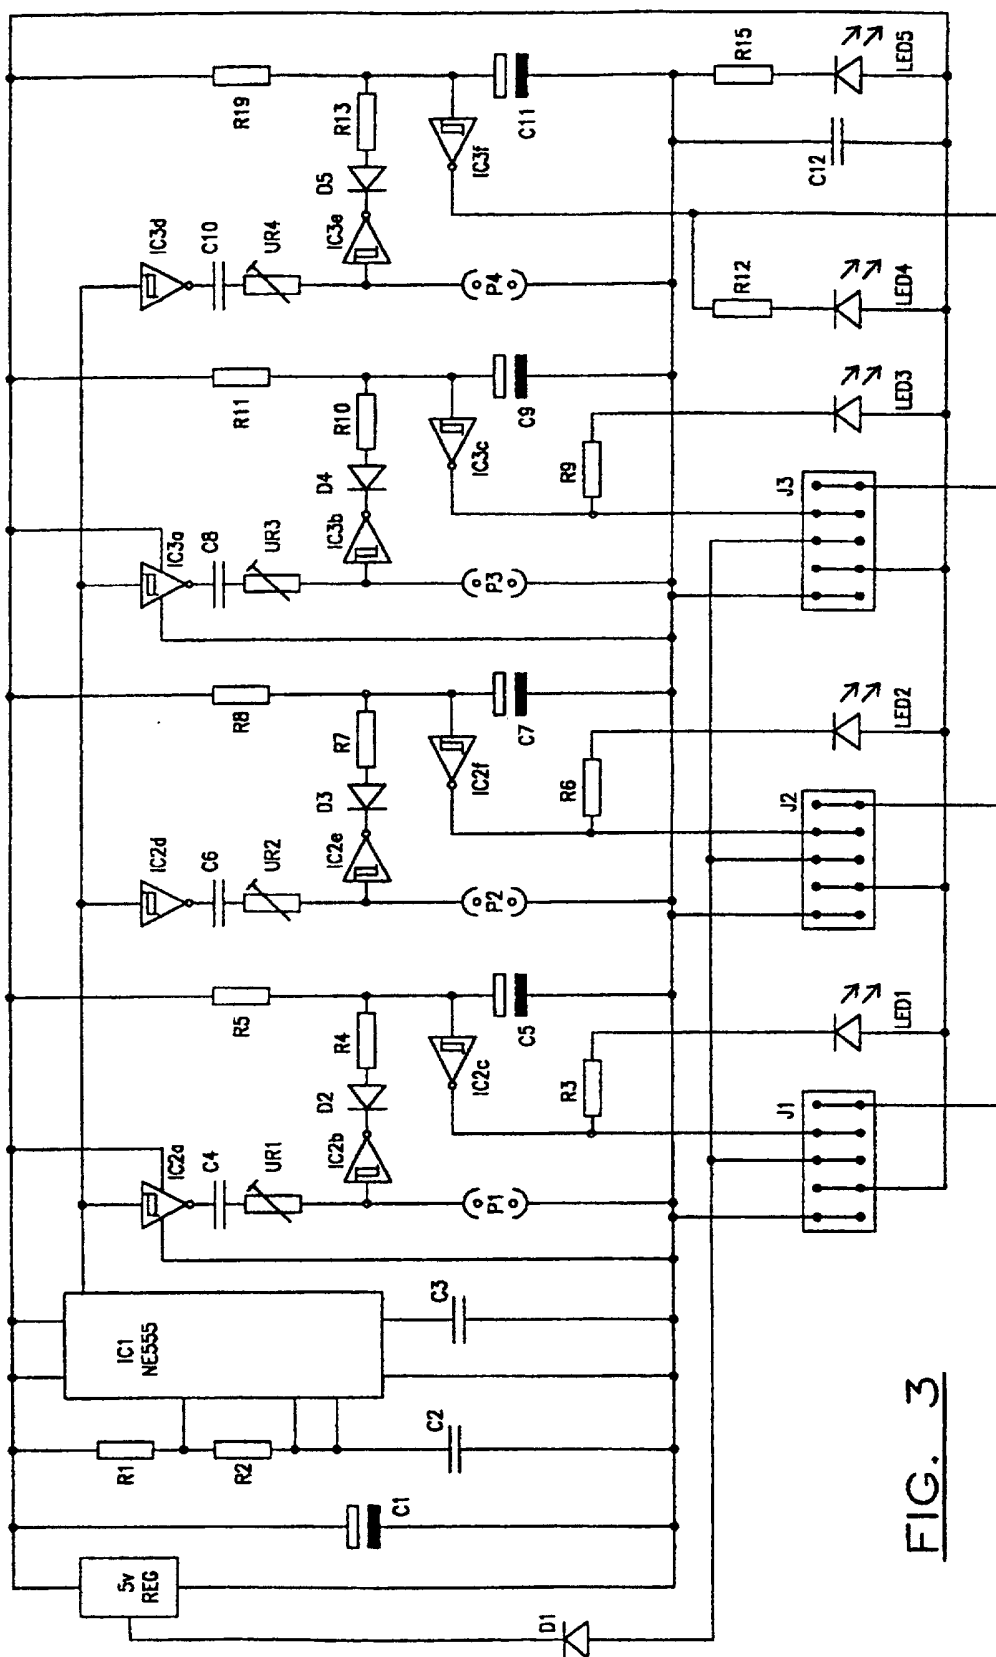 5v
REG
D1
C1
R1
R2
C2
IC1
NE555
C3
IC2a
C4
UR1
IC2b
D2
R4
R5
P1
IC2c
C5
R3
J1
LED1
IC2d
C6
UR2
IC2e
D3
R7
R8
P2
IC2f
C7
R6
J2
LED2
IC3a
C8
UR3
IC3b
D4
R10
R11
P3
IC3c
C9
R9
J3
LED3
IC3d
C10
UR4
IC3e
D5
R13
R19
P4
IC3f
C11
R12
LED4
C12
R15
LED5
FIG. 3